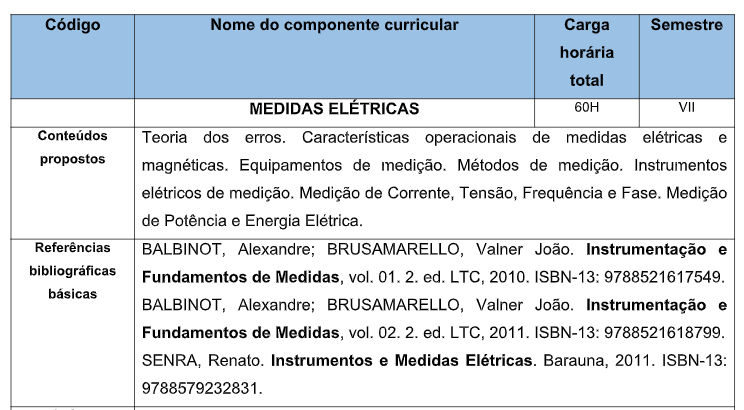 Código Nome do componente curricular Carga horária total Semestre
MEDIDAS ELÉTRICAS 60H VII
Conteúdos propostos
Teoria dos erros. Características operacionais de medidas elétricas e
magnéticas. Equipamentos de medição. Métodos de medição. Instrumentos
elétricos de medição. Medição de Corrente, Tensão, Frequência e Fase. Medição
de Potência e Energia Elétrica.
Referências bibliográficas básicas
BALBINOT, Alexandre; BRUSAMARELLO, Valner João. Instrumentação e
Fundamentos de Medidas, vol. 01. 2. ed. LTC, 2010. ISBN-13: 9788521617549.
BALBINOT, Alexandre; BRUSAMARELLO, Valner João. Instrumentação e
Fundamentos de Medidas, vol. 02. 2. ed. LTC, 2011. ISBN-13: 9788521618799.
SENRA, Renato. Instrumentos e Medidas Elétricas. Barauna, 2011. ISBN-13:
9788579232831.